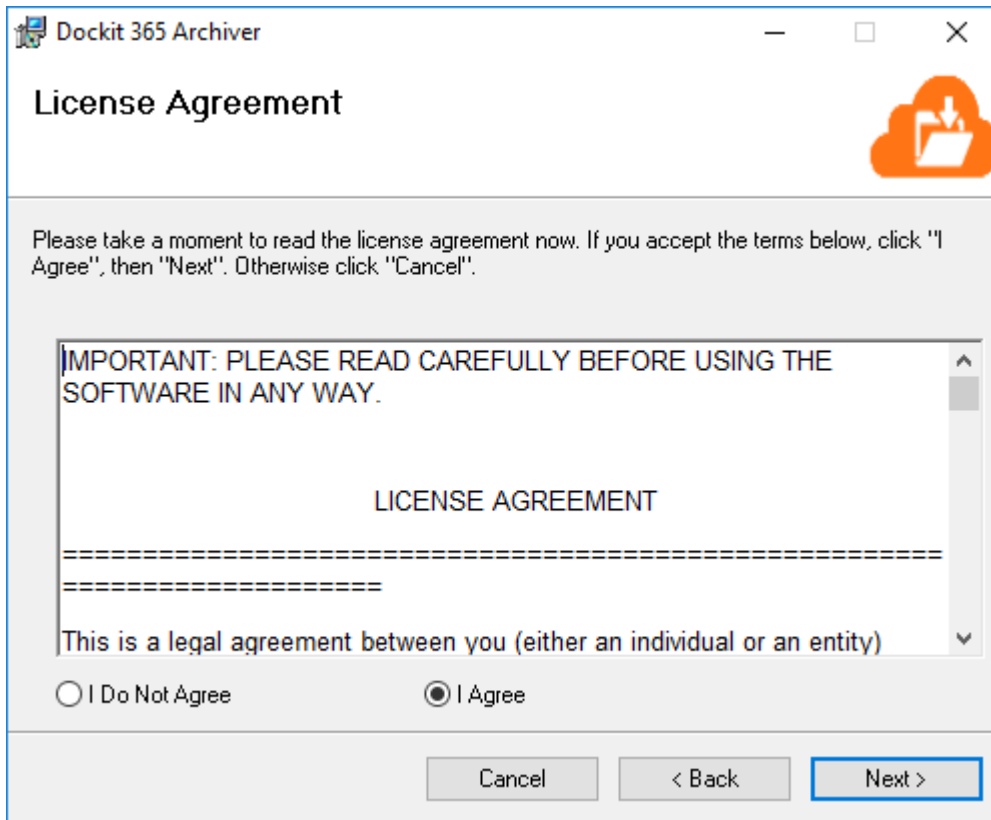 Dockit 365 Archiver
License Agreement
Please take a moment to read the license agreement now. If you accept the terms below, click "I
Agree", then "Next". Otherwise click "Cancel".
IMPORTANT: PLEASE READ CAREFULLY BEFORE USING THE
SOFTWARE IN ANY WAY.
LICENSE AGREEMENT
=======================================================
====================
This is a legal agreement between you (either an individual or an entity)
I Do Not Agree
I Agree
Cancel
< Back
Next >